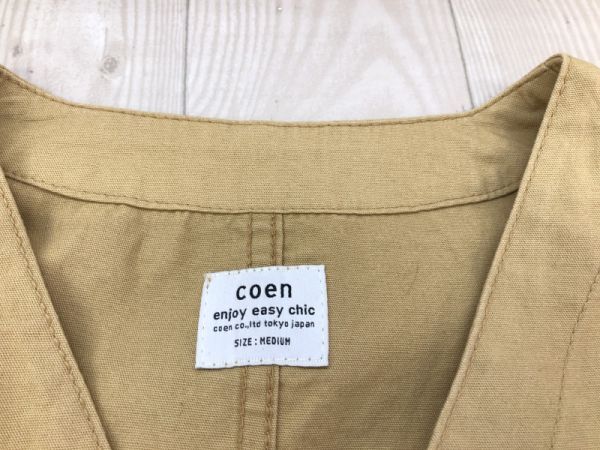 coen
enjoy easy chic
coen co.,ltd tokyo japan
SIZE : MEDIUM